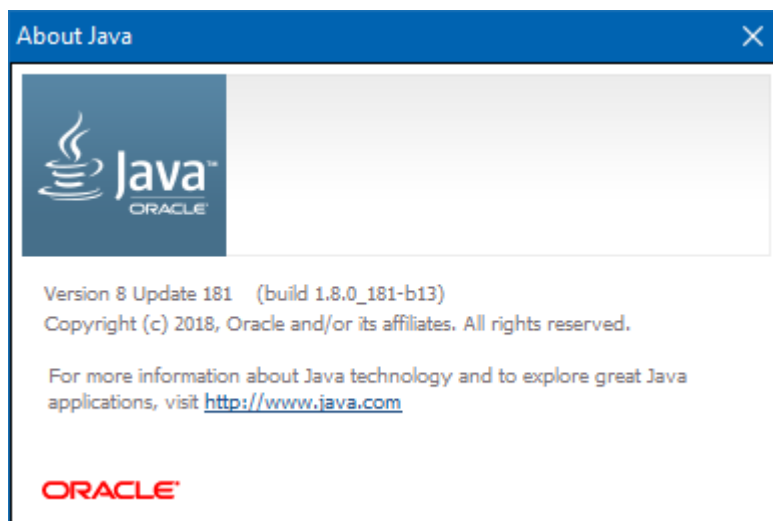 About Java
Java™
ORACLE
Version 8 Update 181 (build 1.8.0_181-b13)
Copyright (c) 2018, Oracle and/or its affiliates. All rights reserved.
For more information about Java technology and to explore great Java
applications, visit http://www.java.com
ORACLE